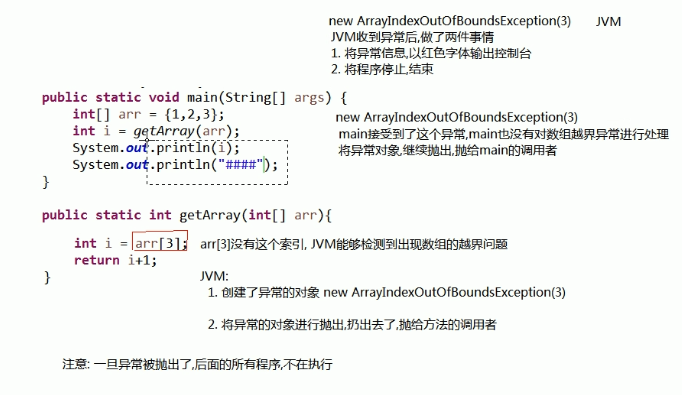 new ArrayIndexOutOfBoundsException(3) JVM
JVM收到异常后,做了两件事情
1. 将异常信息,以红色字体输出控制台
2. 将程序停止,结束
public static void main(String[] args) {
int[] arr = {1,2,3};
int i = getArray(arr);
System.out.println(i);
System.out.println("####");
}
new ArrayIndexOutOfBoundsException(3)
main接受到了这个异常,main也没有对数组越界异常进行处理
将异常对象,继续抛出,抛给main的调用者
public static int getArray(int[] arr){
int i = arr[3]; arr[3]没有这个索引, JVM能够检测到出现数组的越界问题
return i+1;
}
JVM:
1. 创建了异常的对象 new ArrayIndexOutOfBoundsException(3)
2. 将异常的对象进行抛出,扔出去了,抛给方法的调用者
注意: 一旦异常被抛出了,后面的所有程序,不在执行